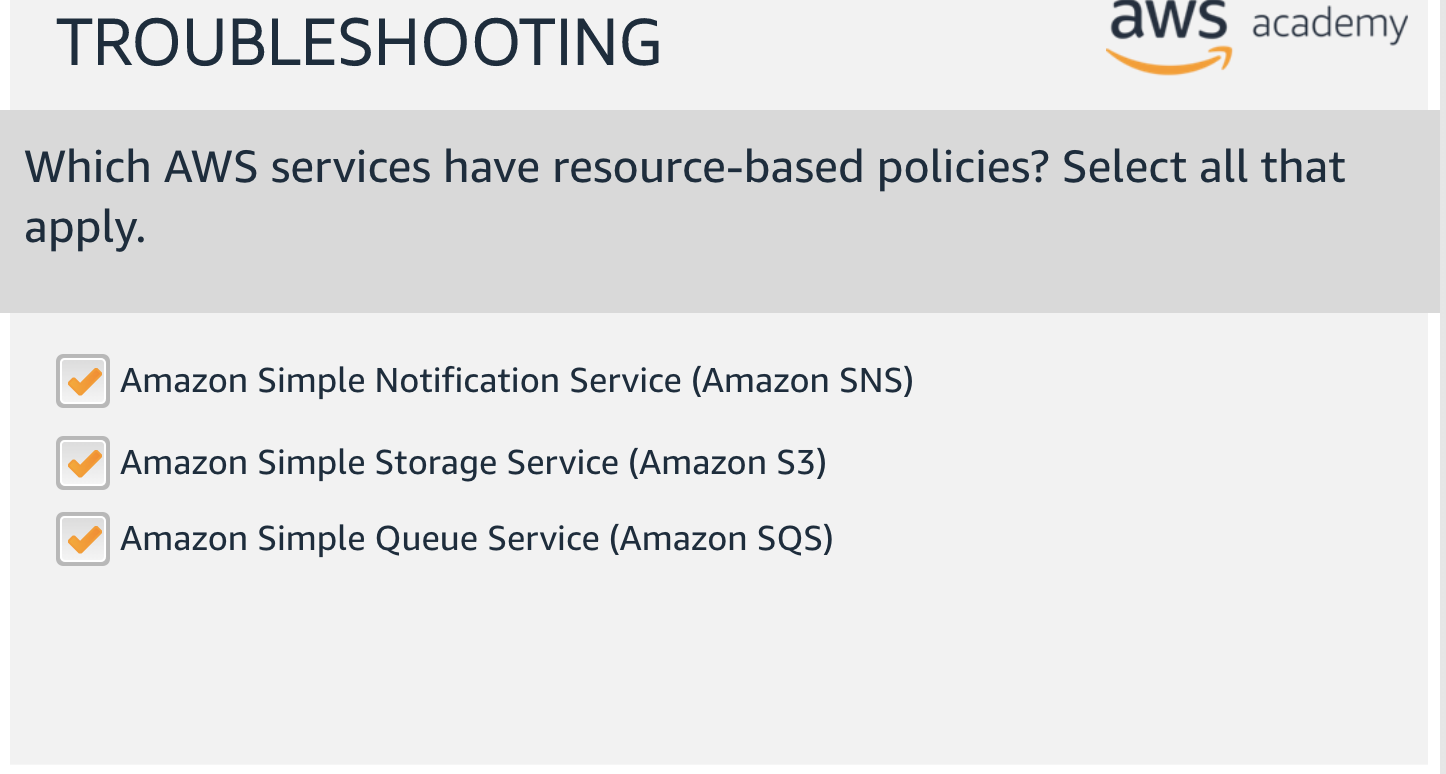 TROUBLESHOOTING
aws academy
Which AWS services have resource-based policies? Select all that
apply.
Amazon Simple Notification Service (Amazon SNS)
Amazon Simple Storage Service (Amazon S3)
Amazon Simple Queue Service (Amazon SQS)